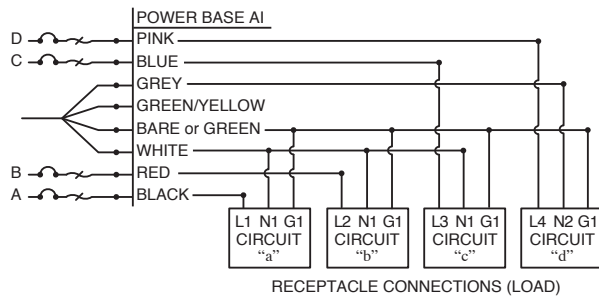 POWER BASE AI
D PINK
C BLUE
GREY
GREEN/YELLOW
BARE or GREEN
WHITE
B RED
A BLACK
L1 N1 G1
CIRCUIT
“a”
L2 N1 G1
CIRCUIT
“b”
L3 N1 G1
CIRCUIT
“c”
L4 N2 G1
CIRCUIT
“d”
RECEPTACLE CONNECTIONS (LOAD)